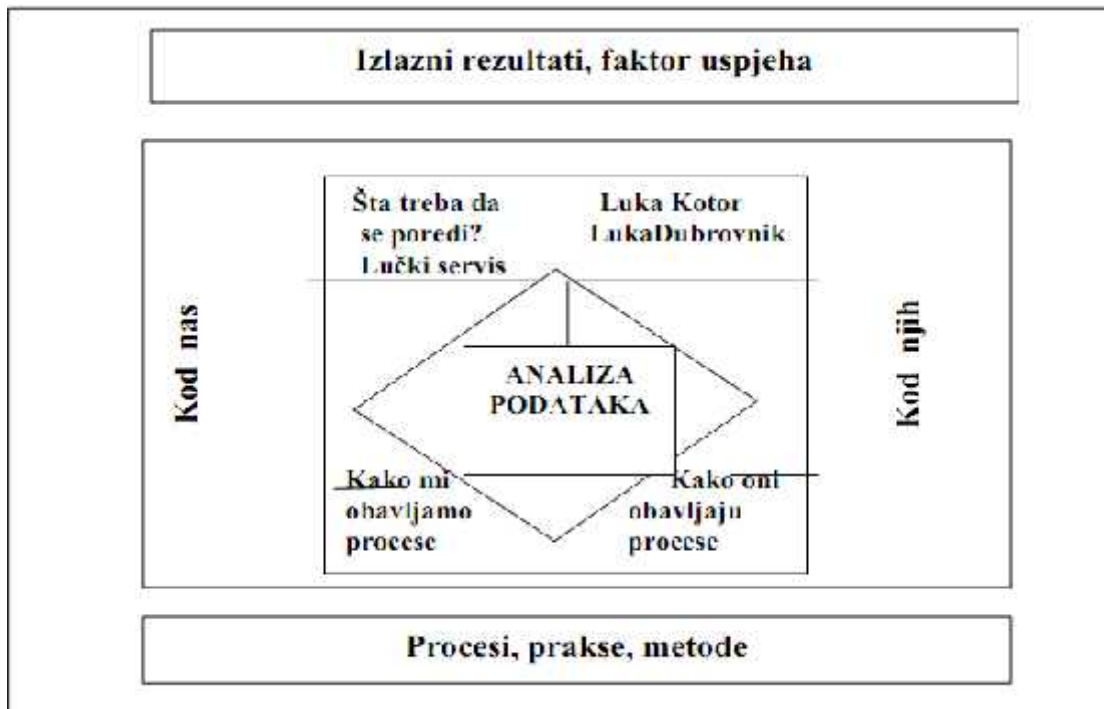 Izlazni rezultati, faktor uspjeha
Šta treba da
se poredi?
Lučki servis
Luka Kotor
LukaDubrovnik
Kod nas
Kod njih
ANALIZA
PODATAKA
Kako mi
obavljamo
procese
Kako oni
obavljaju
procese
Procesi, prakse, metode